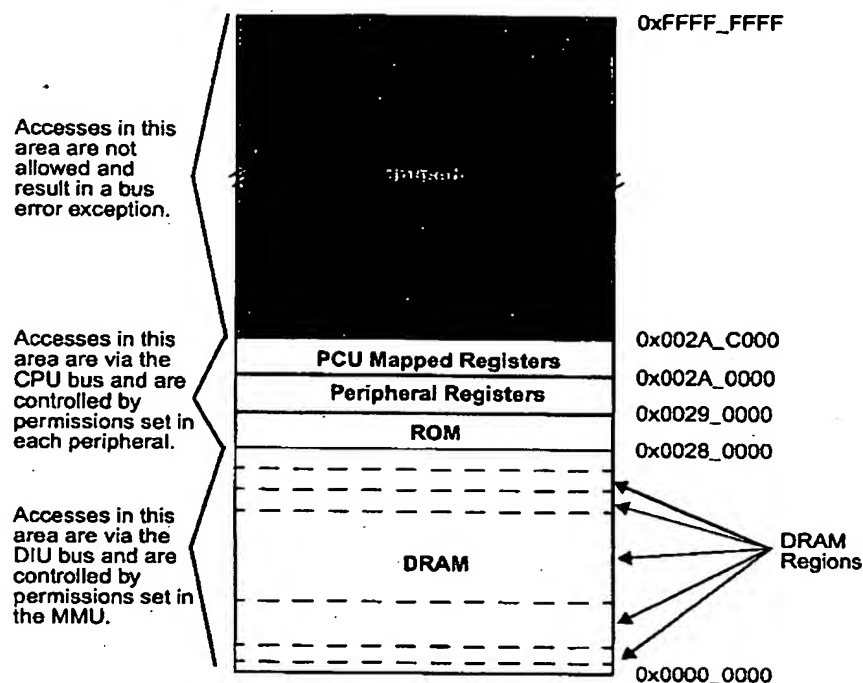 0xFFFF_FFFF
Accesses in this
area are not
allowed and
result in a bus
error exception.
Accesses in this
area are via the
CPU bus and are
controlled by
permissions set in
each peripheral.
PCU Mapped Registers
0x002A_C000
Peripheral Registers
0x002A_0000
ROM
0x0029_0000
0x0028_0000
Accesses in this
area are via the
DIU bus and are
controlled by
permissions set in
the MMU.
DRAM
DRAM
Regions
0x0000_0000